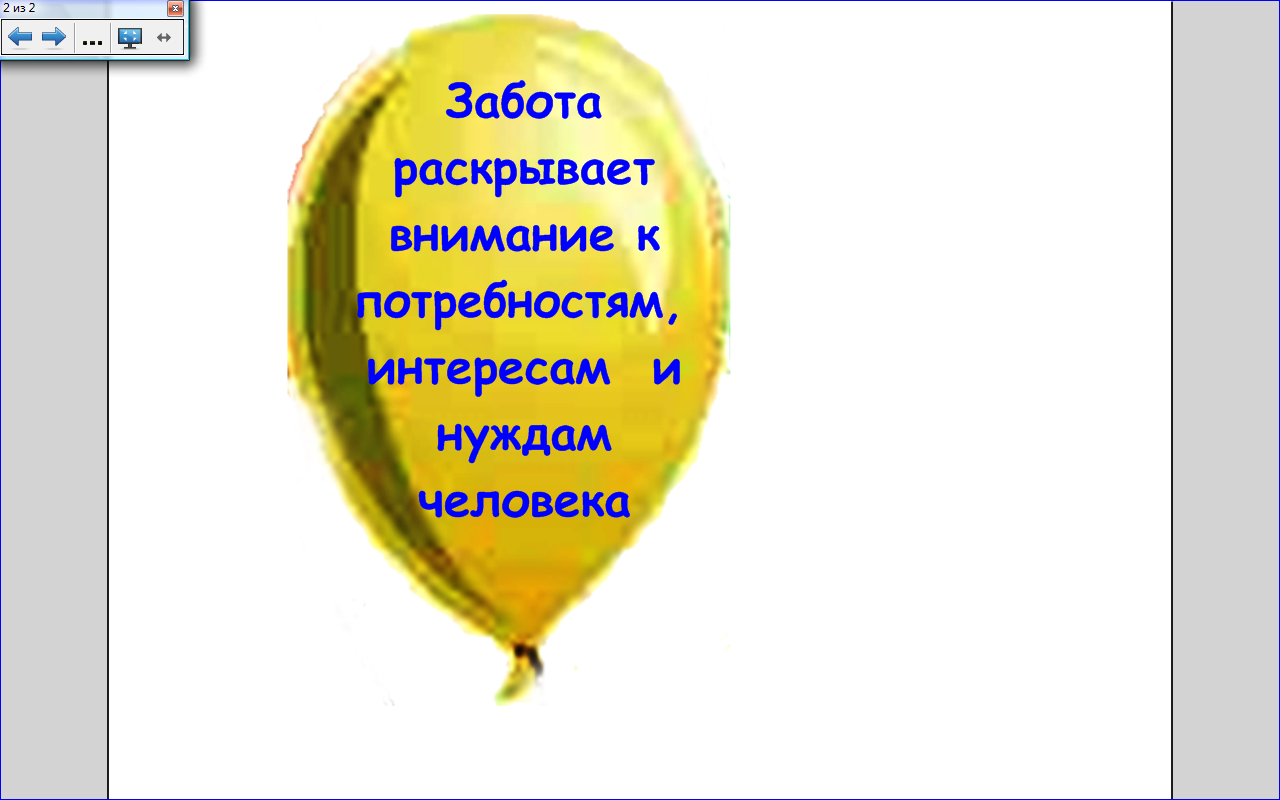 2 из 2
Забота
раскрывает
внимание к
потребностям,
интересам и
нуждам
человека